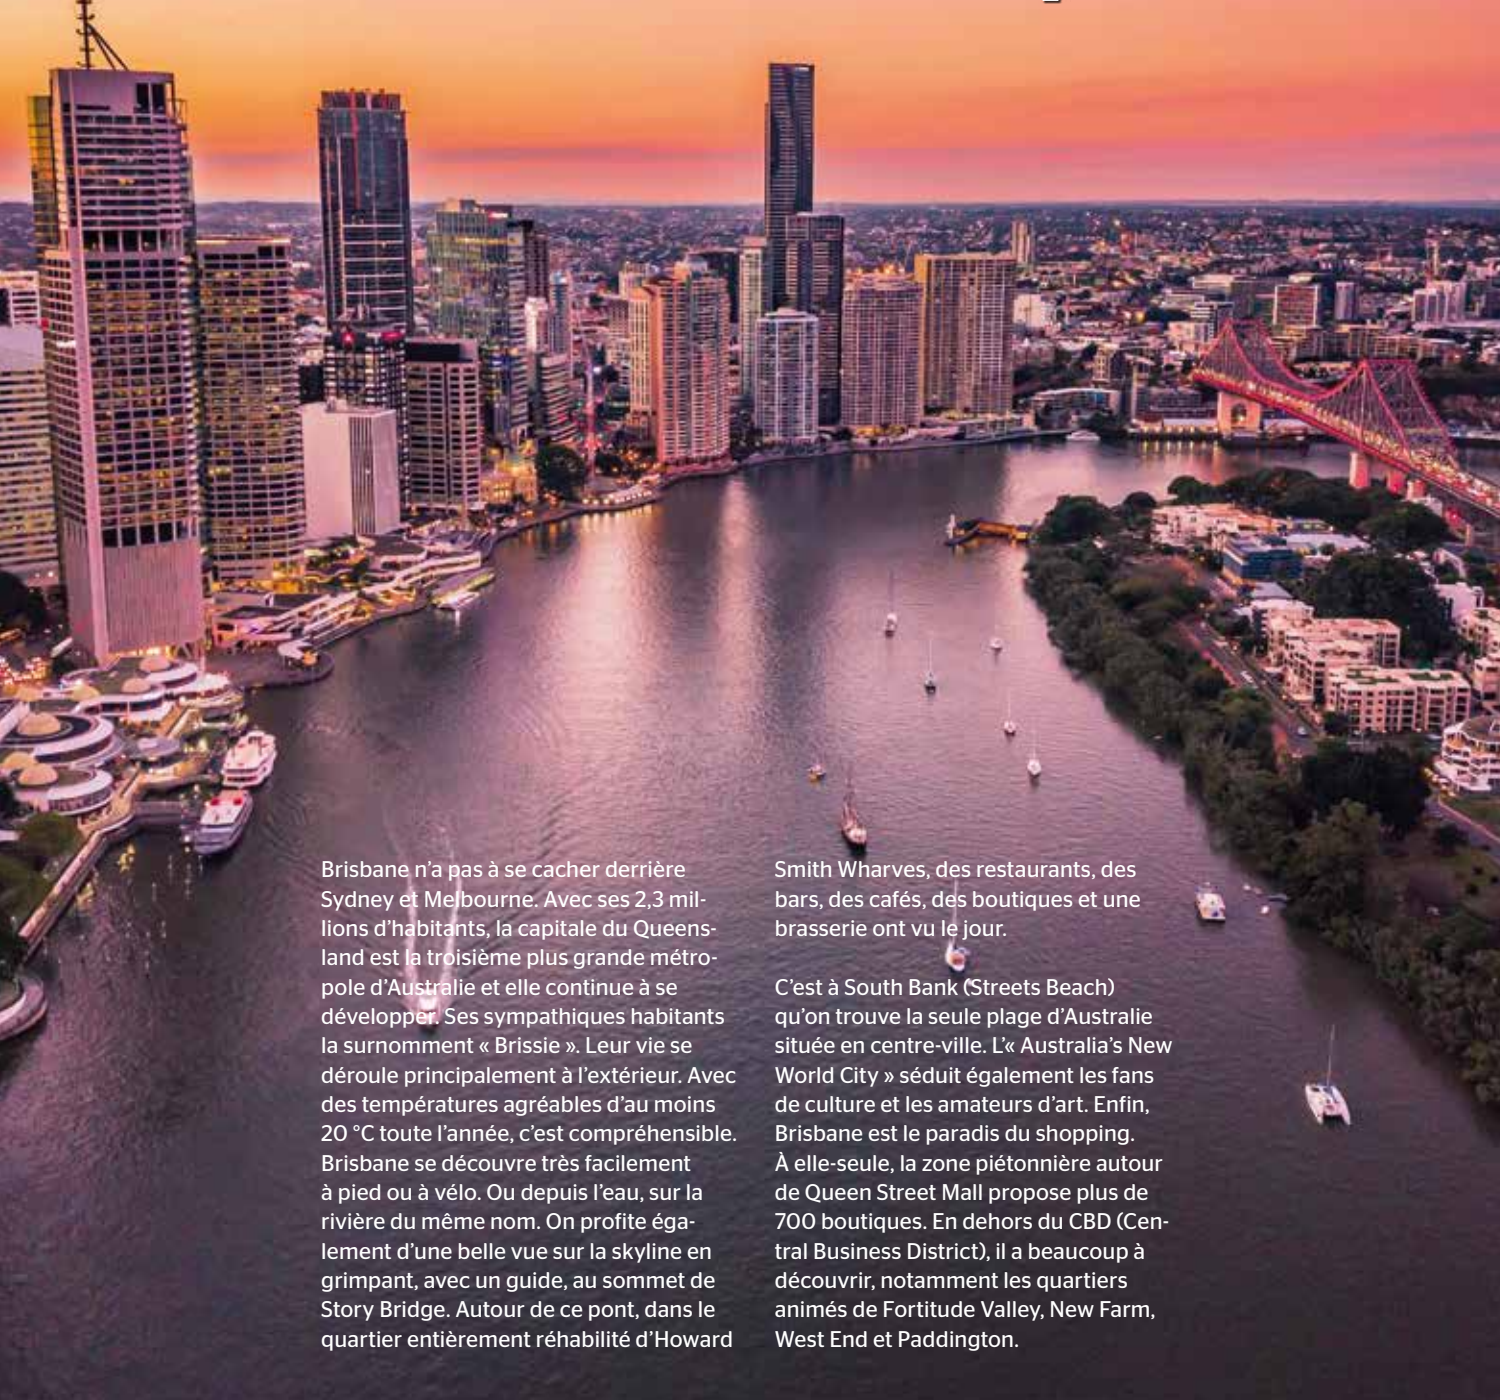 Brisbane n'a pas à se cacher derrière
Sydney et Melbourne. Avec ses 2,3 mil-
lions d'habitants, la capitale du Queens-
land est la troisième plus grande métro-
pole d'Australie et elle continue à se
développer. Ses sympathiques habitants
la surnomment « Brissie ». Leur vie se
déroule principalement à l'extérieur. Avec
des températures agréables d'au moins
20 °C toute l'année, c'est compréhensible.
Brisbane se découvre très facilement
à pied ou à vélo. Ou depuis l'eau, sur la
rivière du même nom. On profite éga-
lement d'une belle vue sur la skyline en
grimpant, avec un guide, au sommet de
Story Bridge. Autour de ce pont, dans le
quartier entièrement réhabilité d'Howard
Smith Wharves, des restaurants, des
bars, des cafés, des boutiques et une
brasserie ont vu le jour.
C'est à South Bank (Streets Beach)
qu'on trouve la seule plage d'Australie
située en centre-ville. L'« Australia's New
World City » séduit également les fans
de culture et les amateurs d'art. Enfin,
Brisbane est le paradis du shopping.
À elle-seule, la zone piétonnière autour
de Queen Street Mall propose plus de
700 boutiques. En dehors du CBD (Cen-
tral Business District), il a beaucoup à
découvrir, notamment les quartiers
animés de Fortitude Valley, New Farm,
West End et Paddington.